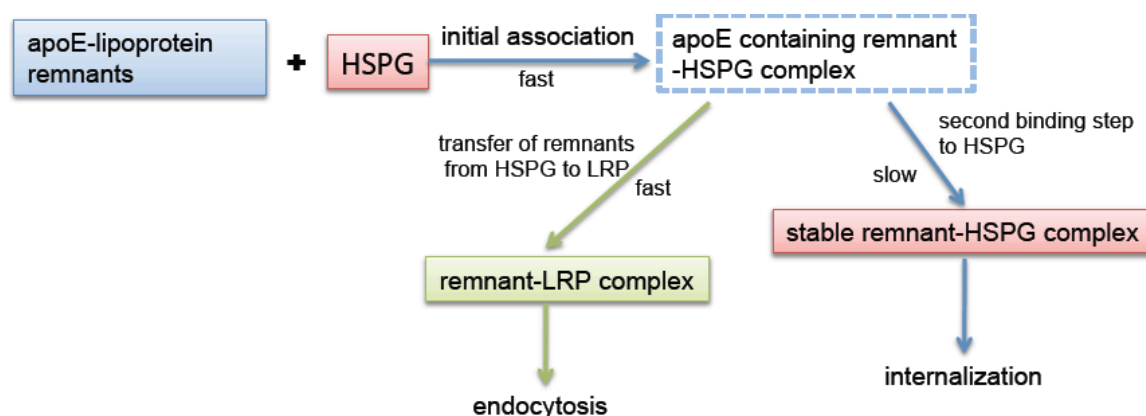 apoE-lipoprotein
remnants
+
HSPG
initial association
fast
apoE containing remnant
-HSPG complex
transfer of remnants
from HSPG to LRP
fast
second binding step
to HSPG
slow
remnant-LRP complex
stable remnant-HSPG complex
endocytosis
internalization